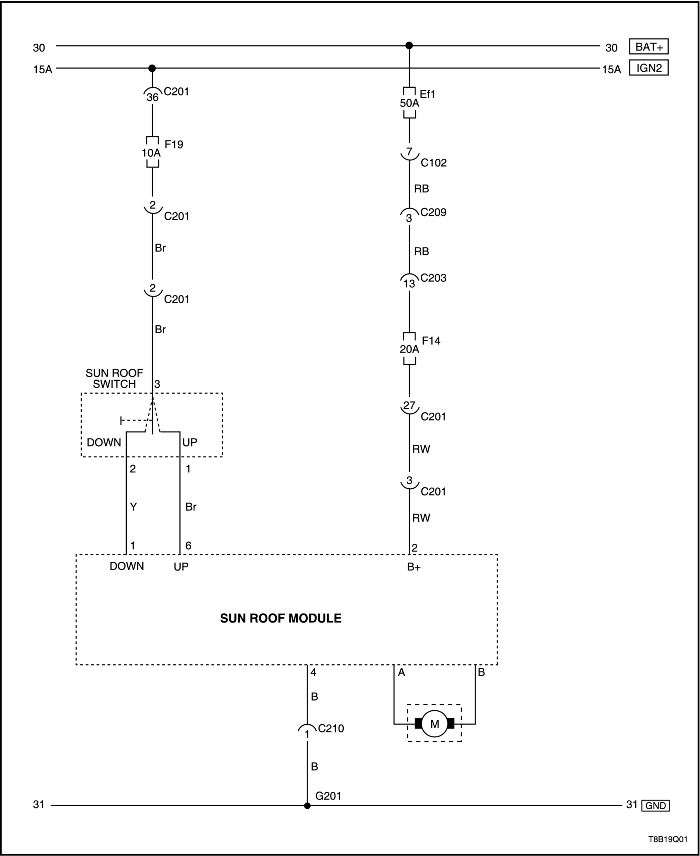 30 30 BAT+
15A 15A IGN2
36 C201
Ef1
50A
F19
10A
7
C102
RB
2
C201
3 C209
Br
RB
13 C203
2
C201
Br
F14
20A
SUN ROOF
SWITCH 3
27
C201
DOWN UP
RW
2 1
3
C201
Y Br
RW
1 6 2
DOWN UP B+
SUN ROOF MODULE
4 A B
B
M
1 C210
B
G201
31 31 GND
T8B19Q01